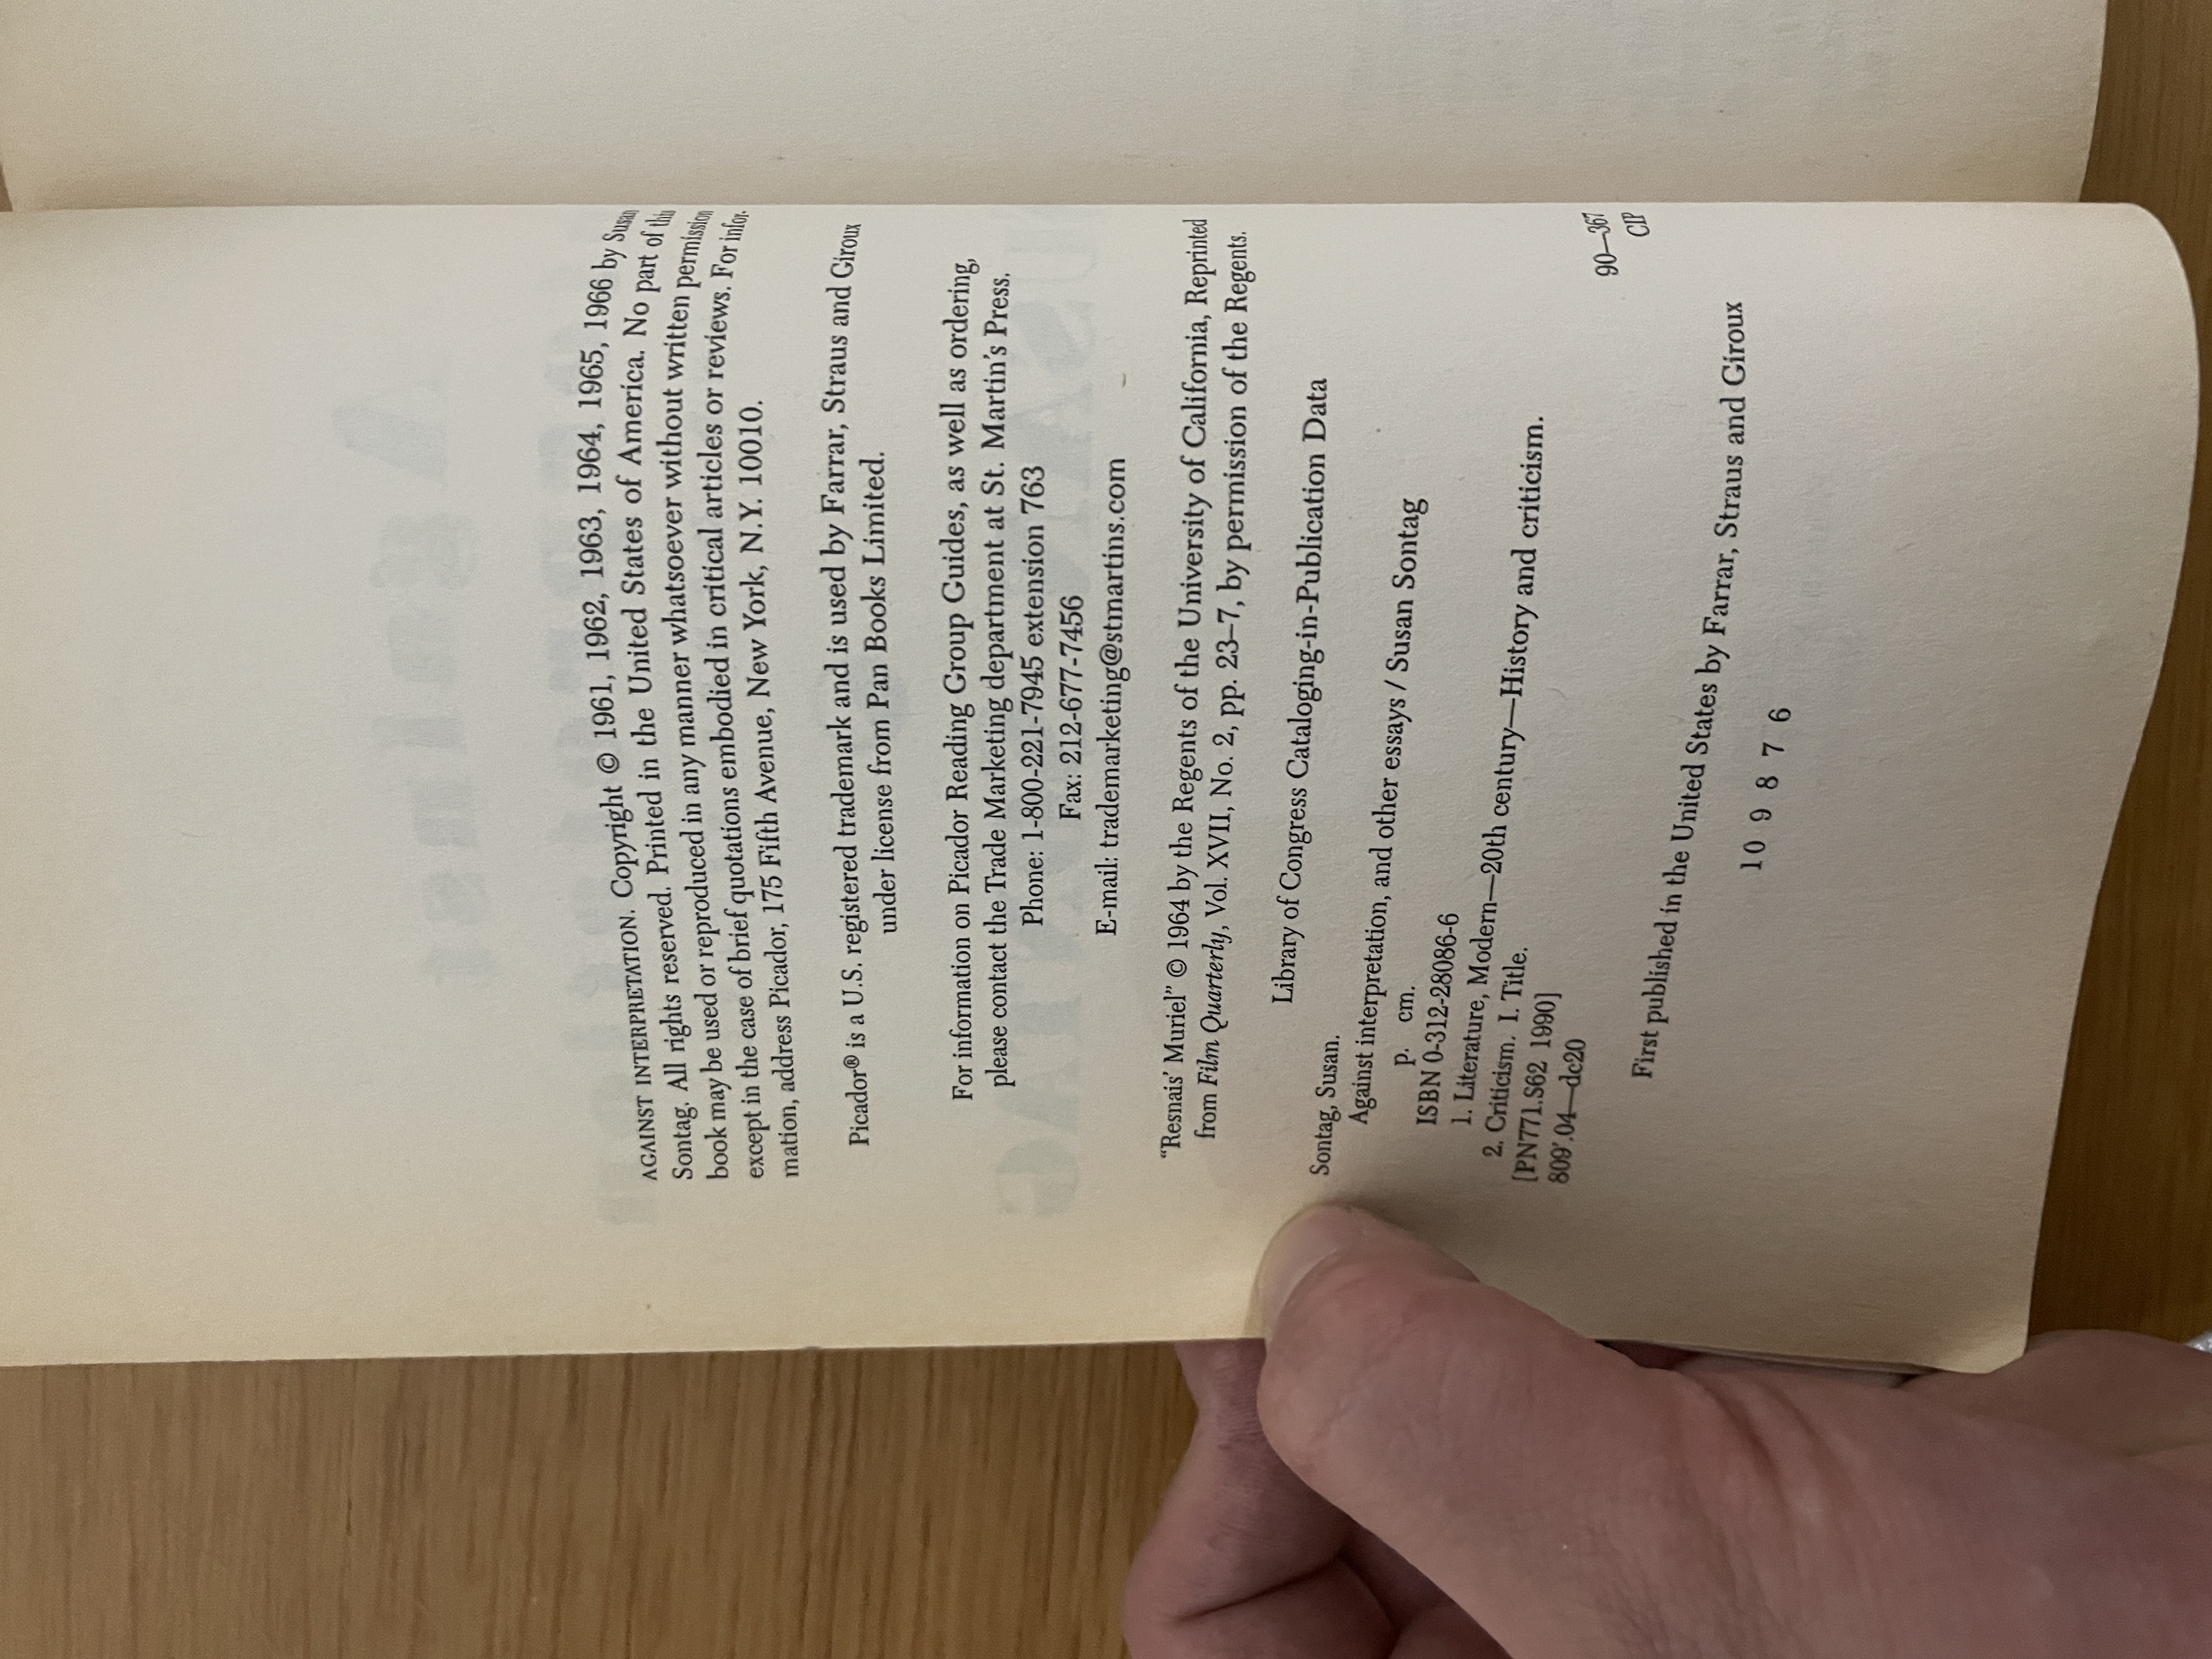 AGAINST INTERPRETATION. Copyright © 1961, 1962, 1963, 1964, 1965, 1966 by Susan
Sontag. All rights reserved. Printed in the United States of America. No part of this
book may be used or reproduced in any manner whatsoever without written permission
except in the case of brief quotations embodied in critical articles or reviews. For infor-
mation, address Picador, 175 Fifth Avenue, New York, N.Y. 10010.
Picador® is a U.S. registered trademark and is used by Farrar, Straus and Giroux
under license from Pan Books Limited.
For information on Picador Reading Group Guides, as well as ordering,
please contact the Trade Marketing department at St. Martin's Press.
Phone: 1-800-221-7945 extension 763
Fax: 212-677-7456
E-mail: trademarketing@stmartins.com
"Resnais' Muriel" © 1964 by the Regents of the University of California, Reprinted
from Film Quarterly, Vol. XVII, No. 2, pp. 23–7, by permission of the Regents.
Library of Congress Cataloging-in-Publication Data
Sontag, Susan.
Against interpretation, and other essays / Susan Sontag
p. cm.
ISBN 0-312-28086-6
1. Literature, Modern—20th century—History and criticism.
2. Criticism. I. Title.
[PN771.S62 1990]
809'.04—dc20
90—367
CIP
First published in the United States by Farrar, Straus and Giroux
10 9 8 7 6